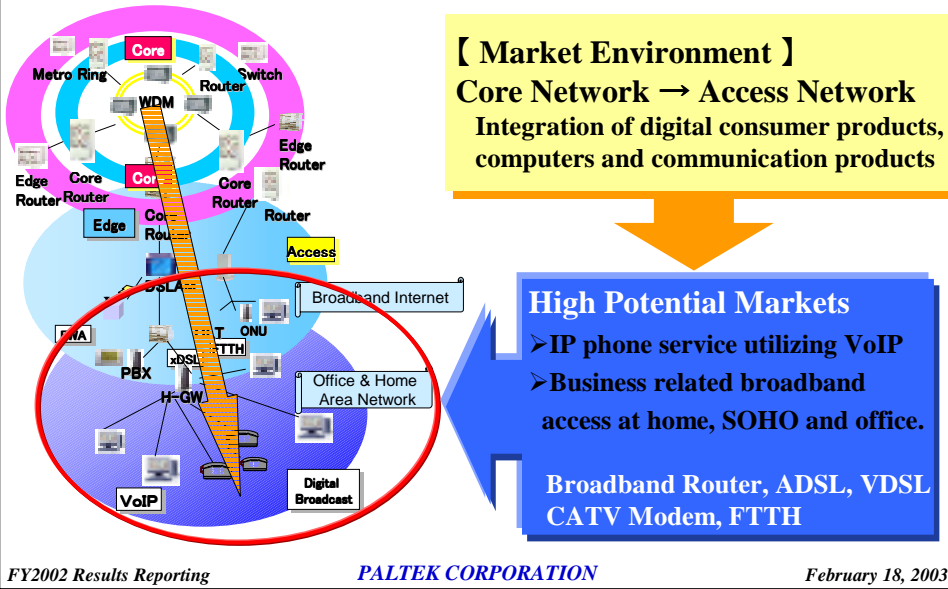 Core
Metro Ring
Switch
Router
WDM
Edge
Router
Edge
Router
Core
Router
Core
Core
Router
Router
Edge
Access
Broadband Internet
ONU
xDSL
PBX
H-GW
Office & Home
Area Network
VoIP
Digital
Broadcast
【 Market Environment 】
Core Network → Access Network
Integration of digital consumer products,
computers and communication products
High Potential Markets
➢IP phone service utilizing VoIP
➢Business related broadband
access at home, SOHO and office.
Broadband Router, ADSL, VDSL
CATV Modem, FTTH
FY2002 Results Reporting
PALTEK CORPORATION
February 18, 2003